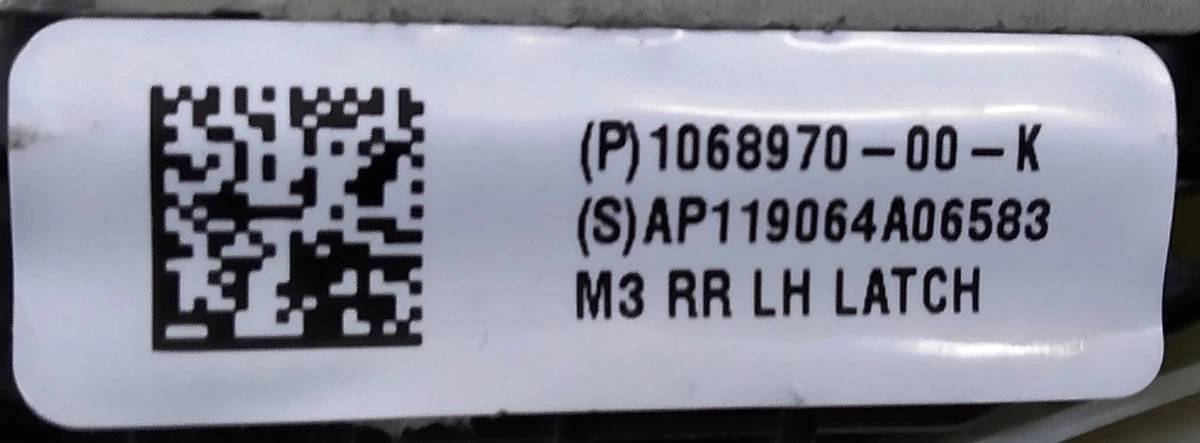 (P)1068970-00-K
(S)AP119064A06583
M3 RR LH LATCH